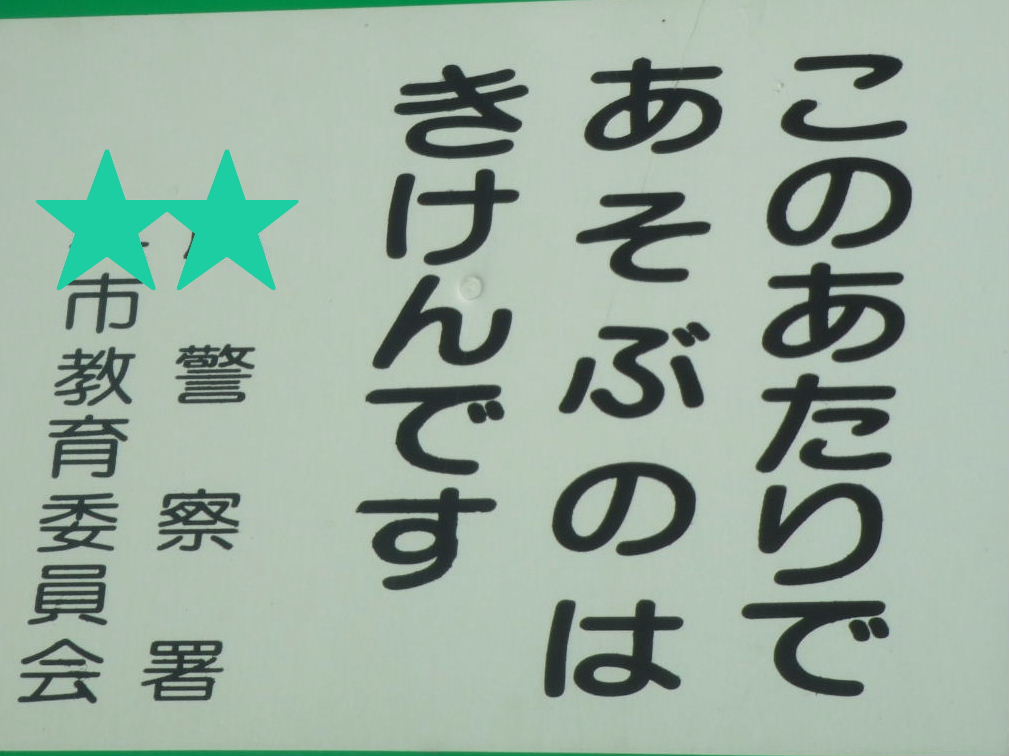 このあたりで
あそぶのは
きけんです
警察署
市教育委員会